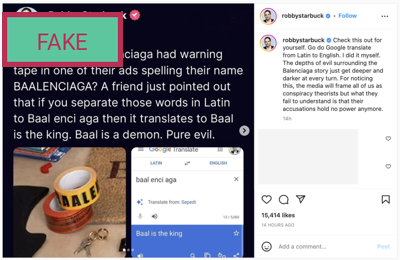 robbystarbuck
FAKE
enciaga had warning
tape in one of their ads spelling their name
BAALENCIAGA? A friend just pointed out
that if you separate those words in Latin
to Baal enci aga then it translates to Baal
is the king. Baal is a demon. Pure evil.
BAALE
Google Translate
LATIN ENGLISH
baal enci aga
Translate from: Sepedi
Baal is the king
robbystarbuck • Follow
robbystarbuck Check this out for
yourself. Go do Google translate
from Latin to English. I did it myself.
The depths of evil surrounding the
Balenciaga story just get deeper and
darker at every turn. For noticing
this, the media will frame all of us as
conspiracy theorists but what they
fail to understand is that their
accusations hold no power anymore.
14h
15,414 likes
14 HOURS AGO
Add a comment...
Post